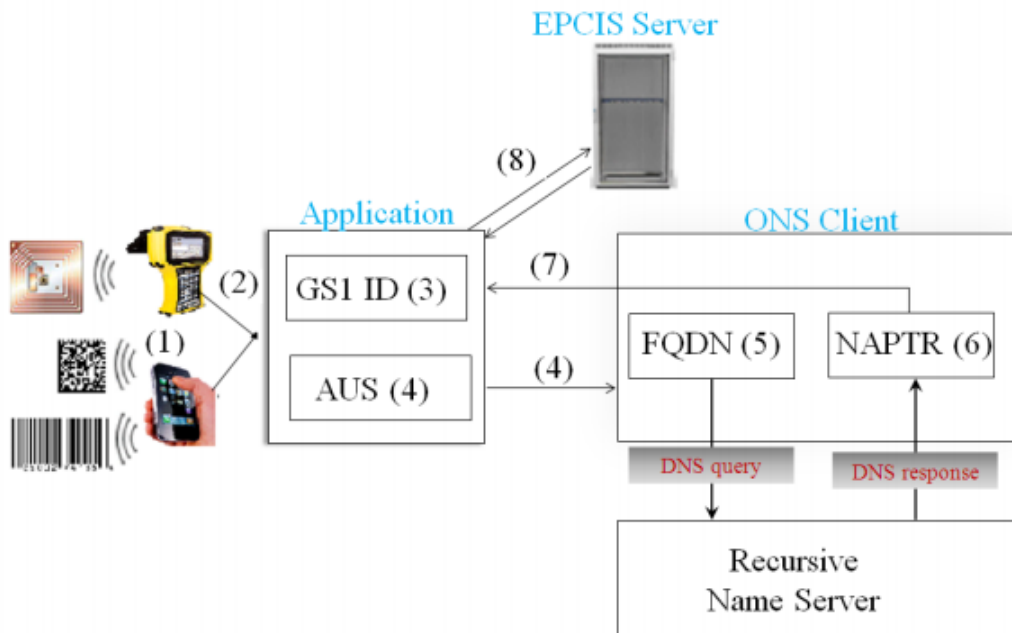 EPCIS Server
(8)
Application
ONS Client
(7)
(2)
GS1 ID (3)
(1)
FQDN (5)
NAPTR (6)
(4)
AUS (4)
DNS query
DNS response
Recursive
Name Server